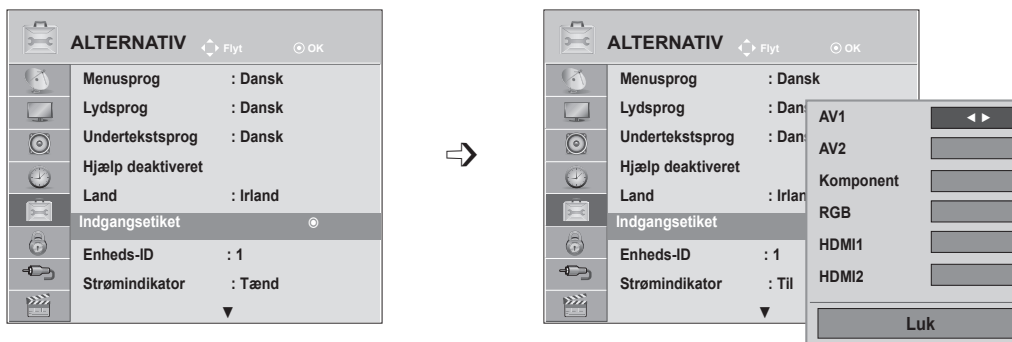 ALTERNATIV Flyt OK
Menusprog : Dansk
Lydsprog : Dansk
Undertekstsprog : Dansk
Hjælp deaktiveret
Land : Irland
Indgangsetiket
Enheds-ID : 1
Strømindikator : Tænd
ALTERNATIV Flyt OK
Menusprog : Dansk
Lydsprog : Dan
Undertekstsprog : Dan
Hjælp deaktiveret
Land : Irlan
Indgangsetiket
Enheds-ID : 1
Strømindikator : Til
AV1
AV2
Komponent
RGB
HDMI1
HDMI2
Luk